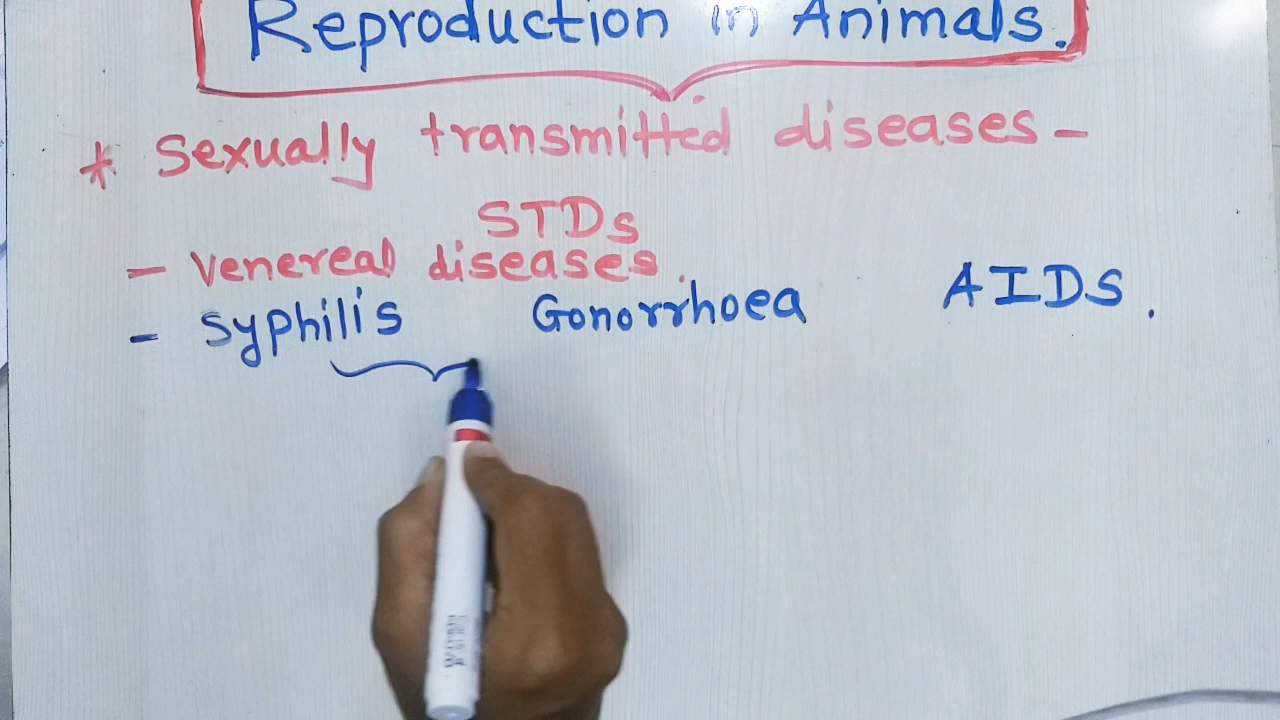 Reproduction in Animals.
* Sexually transmitted diseases -
STDs
- Venereal diseases.
- Syphilis Gonorrhoea AIDS.